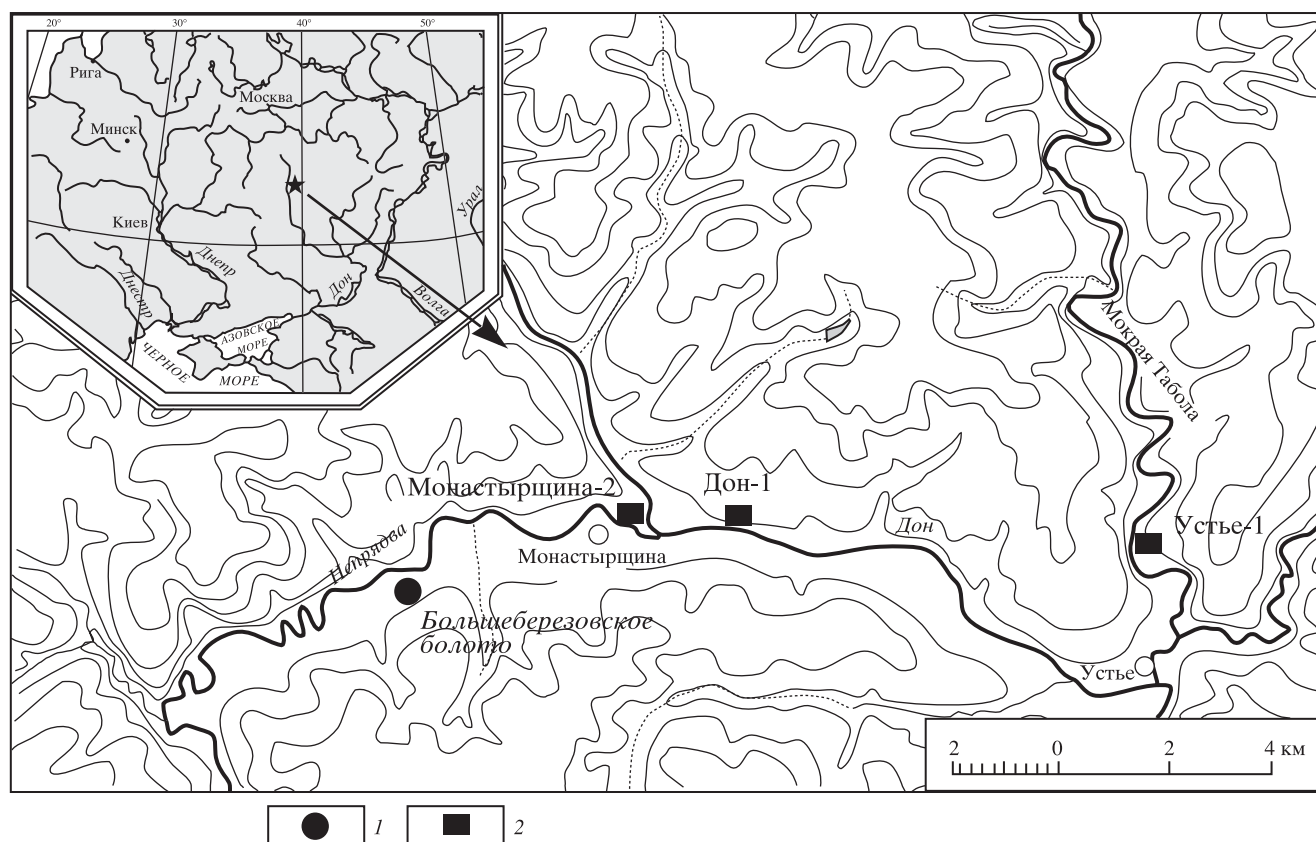 20°
30°
40°
50°
Рига
Москва
Минск
Киев
Урал
Днепр
Днестр
Дон
Волга
АЗОВСКОЕ
МОРЕ
ЧЕРНОЕ
МОРЕ
Мокрая Табола
Монастырщина-2
Дон-1
Дон
Устье-1
Непрядва
Монастырщина
Большеберезовское
болото
Устье
2 0 2 4 км
1 2